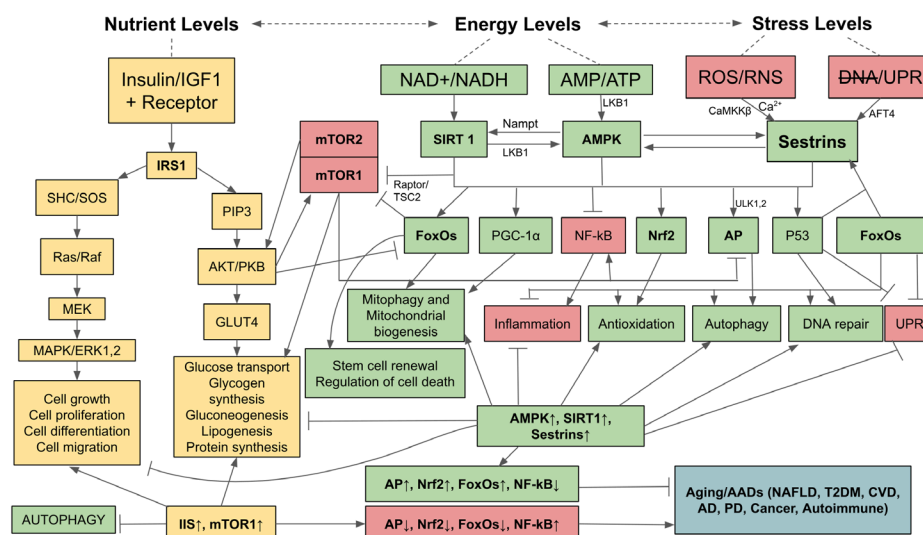 Nutrient Levels
Energy Levels
Stress Levels
Insulin/IGF1
+ Receptor
NAD+/NADH
AMP/ATP
ROS/RNS
DNA/UPR
LKB1
CaMKKβ
Ca²⁺
AFT4
mTOR2
mTOR1
SIRT 1
Nampt
LKB1
AMPK
Sestrins
IRS1
SHC/SOS
PIP3
Raptor/
TSC2
ULK1,2
FoxOs
PGC-1α
NF-kB
Nrf2
AP
P53
FoxOs
Ras/Raf
AKT/PKB
MEK
GLUT4
Mitophagy and
Mitochondrial
biogenesis
Inflammation
Antioxidation
Autophagy
DNA repair
UPR
MAPK/ERK1,2
Stem cell renewal
Regulation of cell death
Glucose transport
Glycogen
synthesis
Gluconeogenesis
Lipogenesis
Protein synthesis
Cell growth
Cell proliferation
Cell differentiation
Cell migration
AMPK↑, SIRT1↑,
Sestrins↑
AP↑, Nrf2↑, FoxOs↑, NF-kB↓
Aging/AADs (NAFLD, T2DM, CVD,
AD, PD, Cancer, Autoimmune)
AUTOPHAGY
IIS↑, mTOR1↑
AP↓, Nrf2↓, FoxOs↓, NF-kB↑